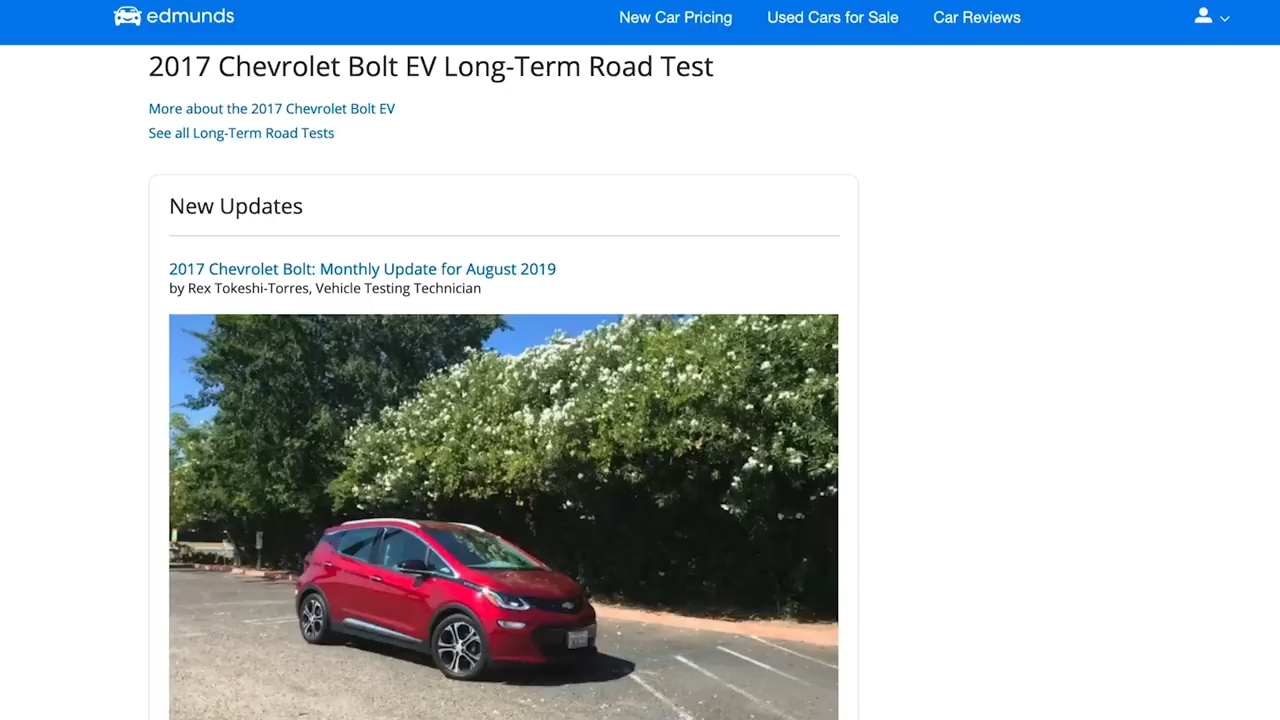 edmunds
New Car Pricing
Used Cars for Sale
Car Reviews
2017 Chevrolet Bolt EV Long-Term Road Test
More about the 2017 Chevrolet Bolt EV
See all Long-Term Road Tests
New Updates
2017 Chevrolet Bolt: Monthly Update for August 2019
by Rex Tokeshi-Torres, Vehicle Testing Technician